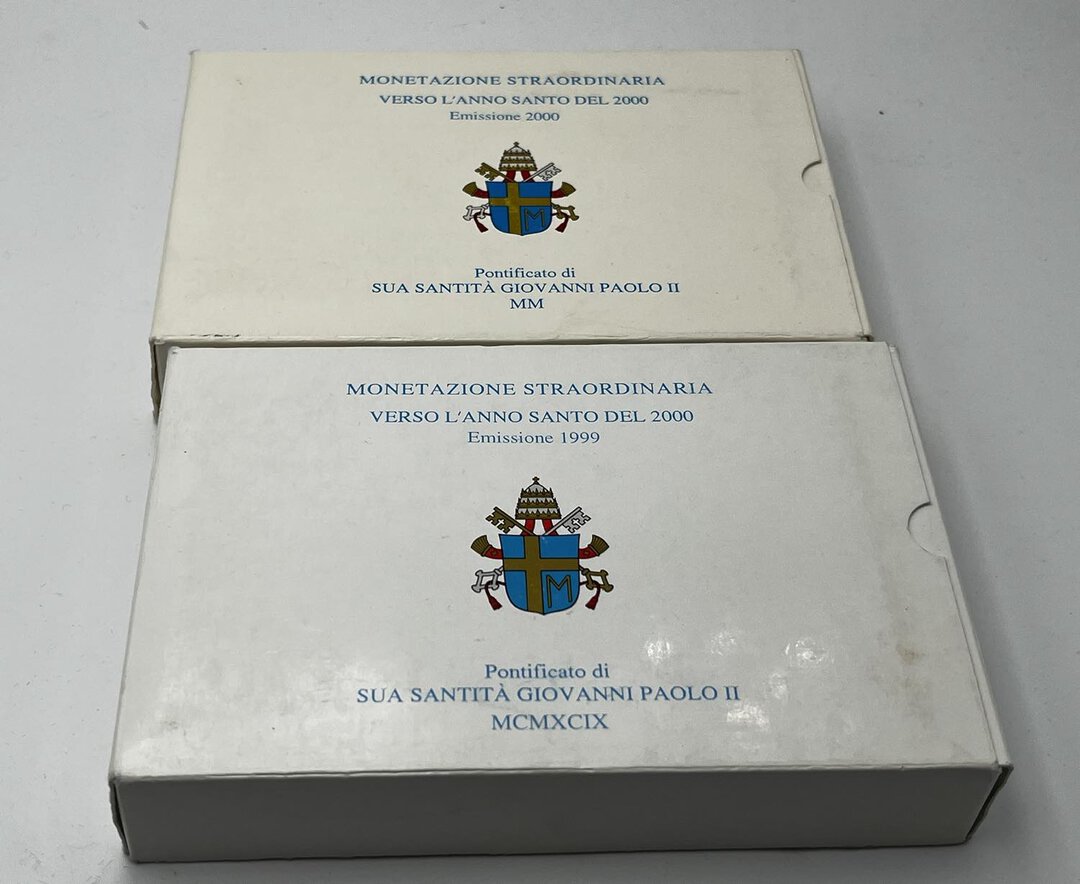 MONETAZIONE STRAORDINARIA
VERSO L'ANNO SANTO DEL 2000
Emissione 2000
M
Pontificato di
SUA SANTITÀ GIOVANNI PAOLO II
MM
MONETAZIONE STRAORDINARIA
VERSO L'ANNO SANTO DEL 2000
Emissione 1999
M
Pontificato di
SUA SANTITÀ GIOVANNI PAOLO II
MCMXCIX